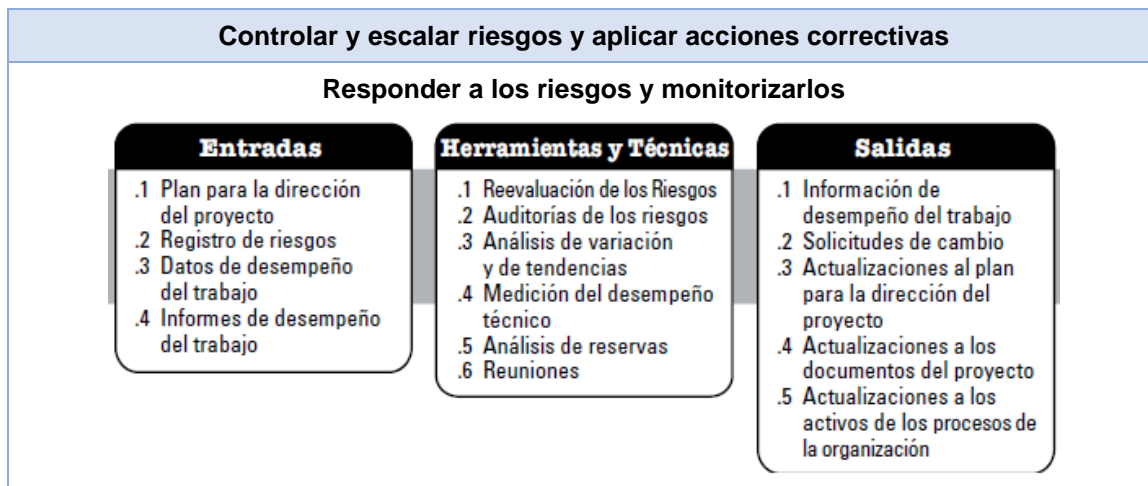 Controlar y escalar riesgos y aplicar acciones correctivas
Responder a los riesgos y monitorizarlos
Entradas
.1 Plan para la dirección
del proyecto
.2 Registro de riesgos
.3 Datos de desempeño
del trabajo
.4 Informes de desempeño
del trabajo
Herramientas y Técnicas
.1 Reevaluación de los Riesgos
.2 Auditorías de los riesgos
.3 Análisis de variación
y de tendencias
.4 Medición del desempeño
técnico
.5 Análisis de reservas
.6 Reuniones
Salidas
.1 Información de
desempeño del trabajo
.2 Solicitudes de cambio
.3 Actualizaciones al plan
para la dirección del
proyecto
.4 Actualizaciones a los
documentos del proyecto
.5 Actualizaciones a los
activos de los procesos de
la organización